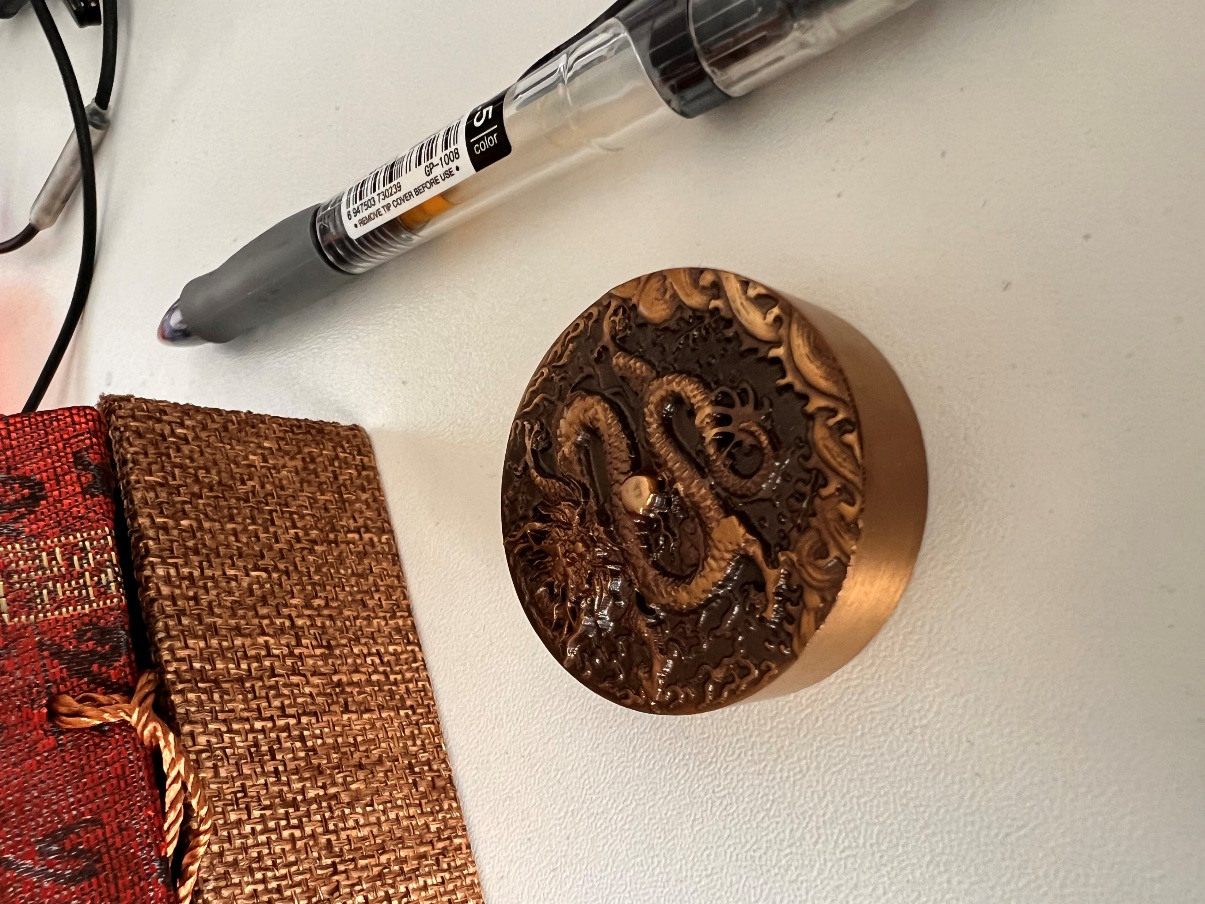 .5
color
GP-1008
6 947503 730239
• REMOVE TIP COVER BEFORE USE •